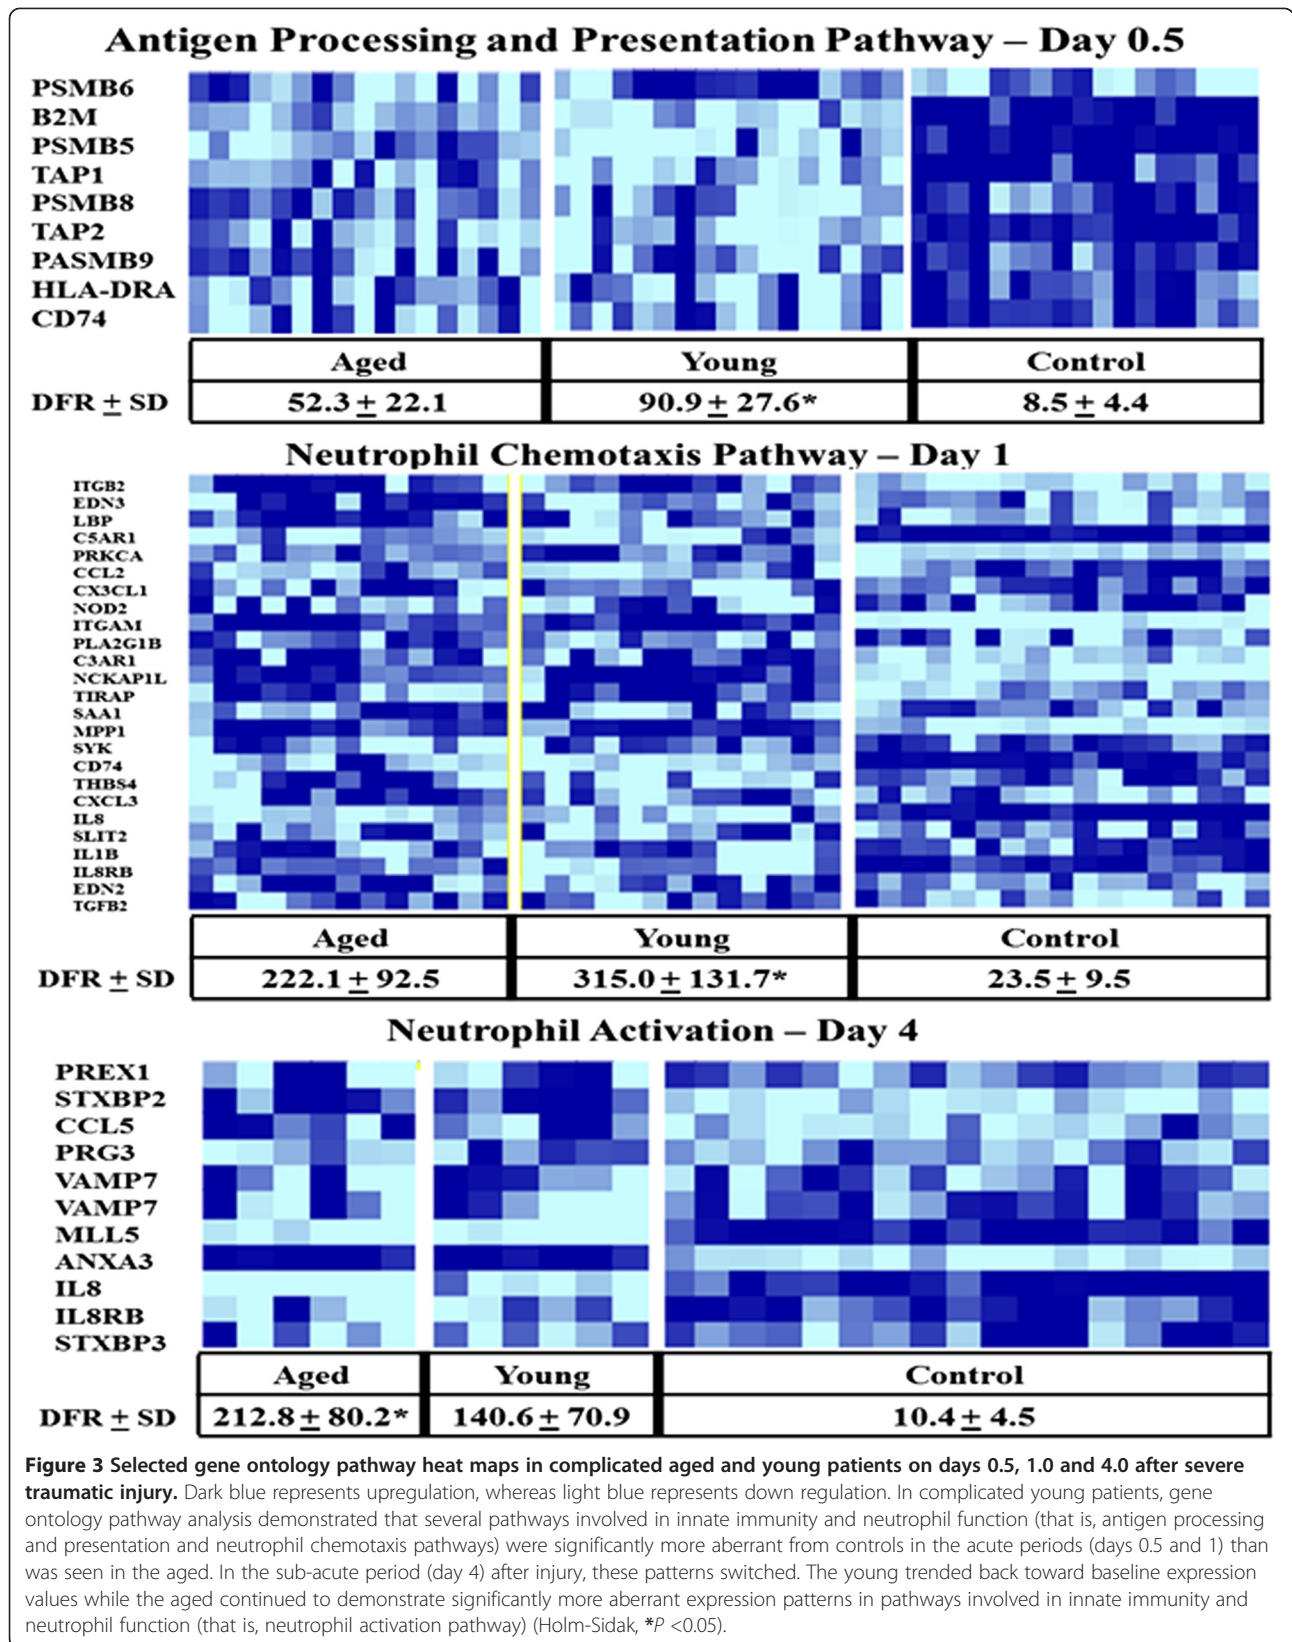 Antigen Processing and Presentation Pathway – Day 0.5
PSMB6
B2M
PSMB5
TAP1
PSMB8
TAP2
PASMB9
HLA-DRA
CD74
Aged Young Control
DFR ± SD 52.3 ± 22.1 90.9 ± 27.6* 8.5 ± 4.4
Neutrophil Chemotaxis Pathway – Day 1
ITGB2
EDN3
LBP
C5AR1
PRKCA
CCL2
CX3CL1
NOD2
ITGAM
PLA2G1B
C3AR1
NCKAP1L
TIRAP
SAA1
MPP1
SYK
CD74
THBS4
CXCL3
IL8
SLIT2
IL1B
IL8RB
EDN2
TGFB2
Aged Young Control
DFR ± SD 222.1 ± 92.5 315.0 ± 131.7* 23.5 ± 9.5
Neutrophil Activation – Day 4
PREX1
STXBP2
CCL5
PRG3
VAMP7
VAMP7
MLL5
ANXA3
IL8
IL8RB
STXBP3
Aged Young Control
DFR ± SD 212.8 ± 80.2* 140.6 ± 70.9 10.4 ± 4.5
Figure 3 Selected gene ontology pathway heat maps in complicated aged and young patients on days 0.5, 1.0 and 4.0 after severe
traumatic injury. Dark blue represents upregulation, whereas light blue represents down regulation. In complicated young patients, gene
ontology pathway analysis demonstrated that several pathways involved in innate immunity and neutrophil function (that is, antigen processing
and presentation and neutrophil chemotaxis pathways) were significantly more aberrant from controls in the acute periods (days 0.5 and 1) than
was seen in the aged. In the sub-acute period (day 4) after injury, these patterns switched. The young trended back toward baseline expression
values while the aged continued to demonstrate significantly more aberrant expression patterns in pathways involved in innate immunity and
neutrophil function (that is, neutrophil activation pathway) (Holm-Sidak, *P <0.05).